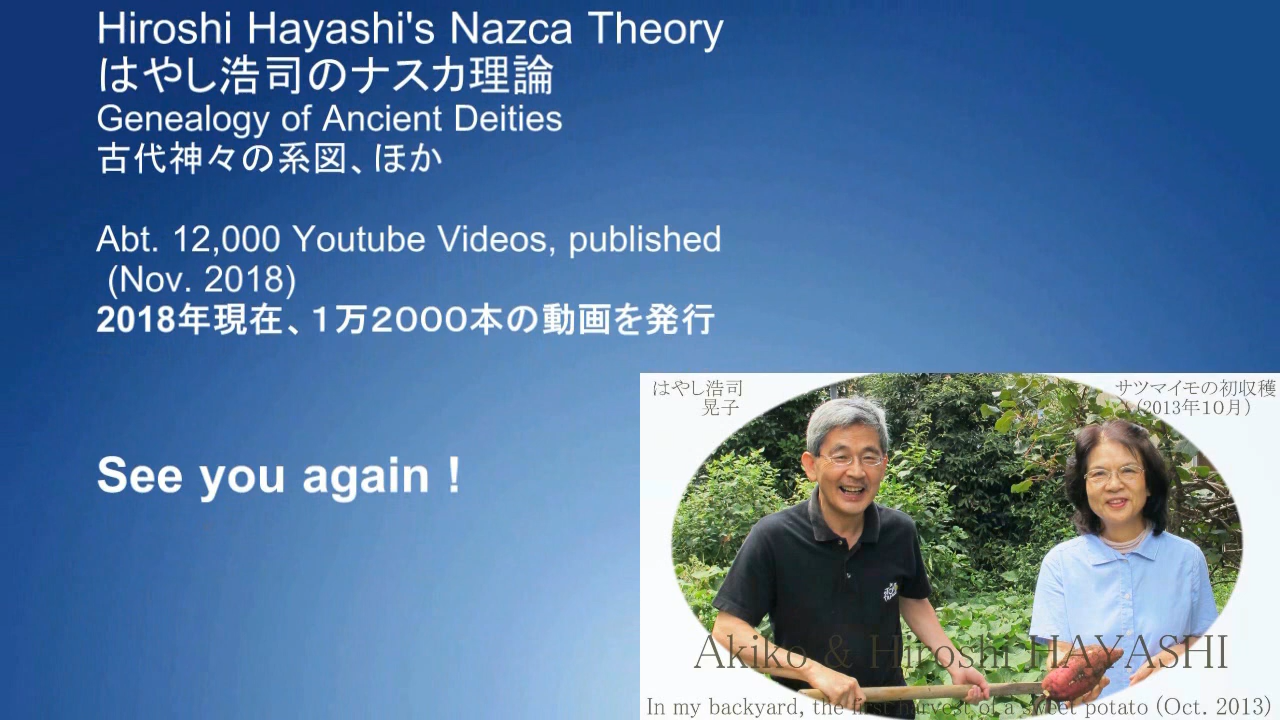 Hiroshi Hayashi's Nazca Theory
はやし浩司のナスカ理論
Genealogy of Ancient Deities
古代神々の系図、ほか
Abt. 12,000 Youtube Videos, published
(Nov. 2018)
2018年現在、１万２０００本の動画を発行
See you again！
はやし浩司
晃子
サツマイモの初収穫
(2013年10月)
Akiko & Hiroshi HAYASHI
In my backyard, the first harvest of a sweet potato (Oct. 2013)